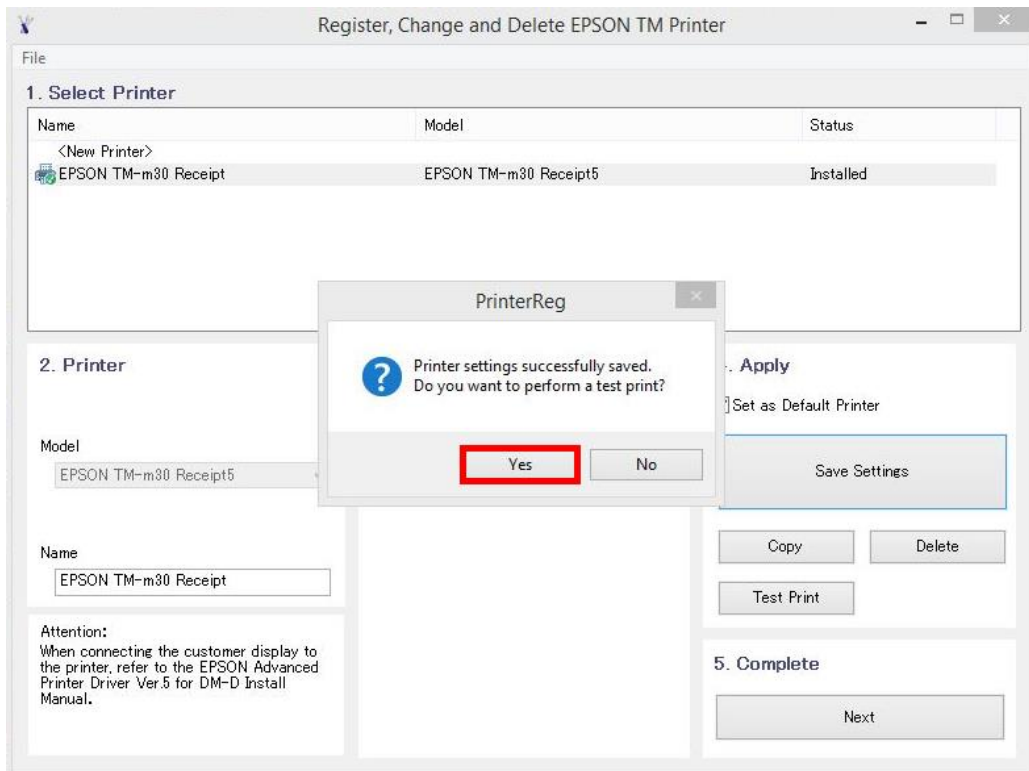 Register, Change and Delete EPSON TM Printer
File
1. Select Printer
Name Model Status
<New Printer>
EPSON TM-m30 Receipt EPSON TM-m30 Receipt5 Installed
PrinterReg
Printer settings successfully saved.
Do you want to perform a test print?
Yes No
2. Printer
Model
EPSON TM-m30 Receipt5
Name
EPSON TM-m30 Receipt
Attention:
When connecting the customer display to
the printer, refer to the EPSON Advanced
Printer Driver Ver.5 for DM-D Install
Manual.
. Apply
Set as Default Printer
Save Settings
Copy Delete
Test Print
5. Complete
Next